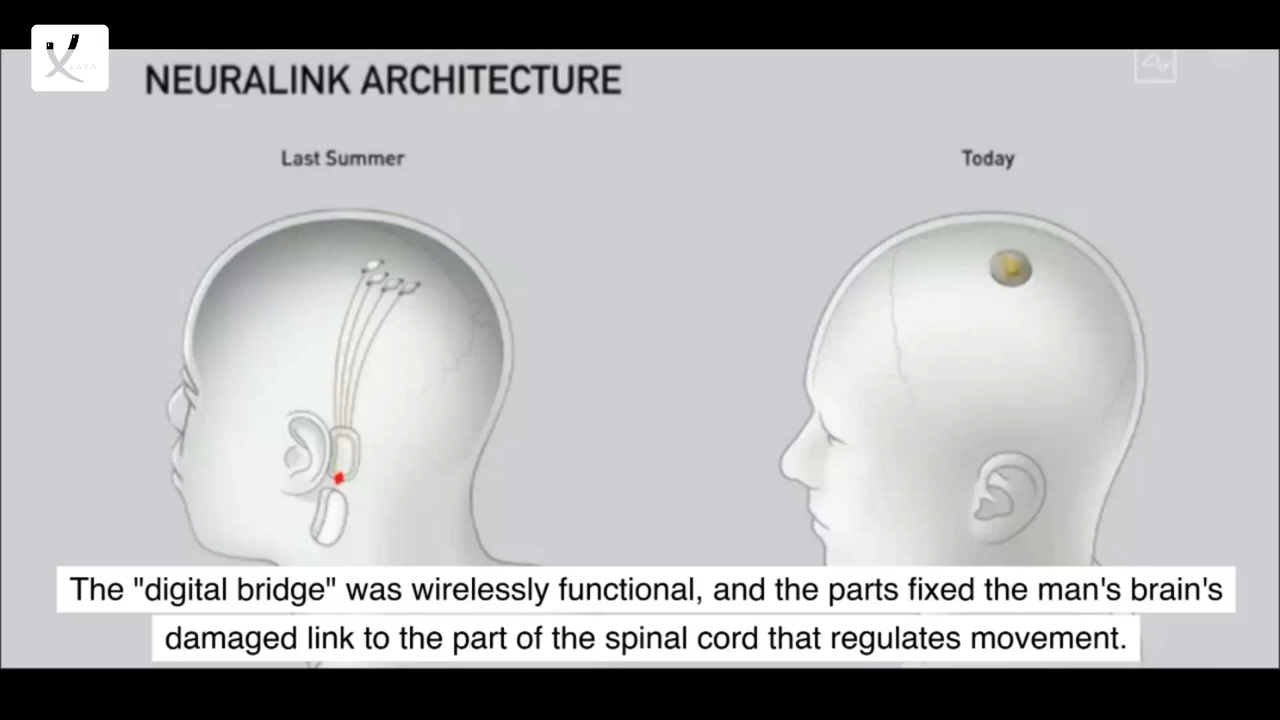 NEURALINK ARCHITECTURE
Last Summer
Today
The "digital bridge" was wirelessly functional, and the parts fixed the man's brain's
damaged link to the part of the spinal cord that regulates movement.